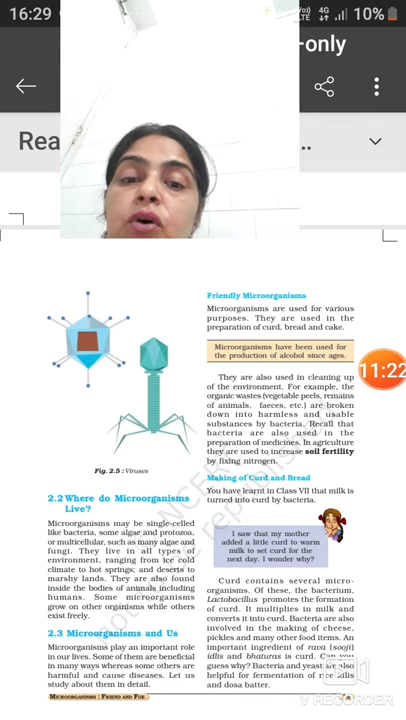 16:29
4G
10%
-only
Rea
..
11:22
Fig. 2.5 : Viruses
2.2 Where do Microorganisms
Live?
Microorganisms may be single-celled
like bacteria, some algae and protozoa,
or multicellular, such as many algae and
fungi. They live in all types of
environment, ranging from ice cold
climate to hot springs; and deserts to
marshy lands. They are also found
inside the bodies of animals including
humans. Some microorganisms
grow on other organisms while others
exist freely.
2.3 Microorganisms and Us
Microorganisms play an important role
in our lives. Some of them are beneficial
in many ways whereas some others are
harmful and cause diseases. Let us
study about them in detail.
Microorganisms : Friend and Foe
Friendly Microorganisms
Microorganisms are used for various
purposes. They are used in the
preparation of curd, bread and cake.
Microorganisms have been used for
the production of alcohol since ages.
They are also used in cleaning up
of the environment. For example, the
organic wastes (vegetable peels, remains
of animals, faeces, etc.) are broken
down into harmless and usable
substances by bacteria. Recall that
bacteria are also used in the
preparation of medicines. In agriculture
they are used to increase soil fertility
by fixing nitrogen.
Making of Curd and Bread
You have learnt in Class VII that milk is
turned into curd by bacteria.
I saw that my mother
added a little curd to warm
milk to set curd for the
next day. I wonder why?
Curd contains several micro-
organisms. Of these, the bacterium,
Lactobacillus promotes the formation
of curd. It multiplies in milk and
converts it into curd. Bacteria are also
involved in the making of cheese,
pickles and many other food items. An
important ingredient of rava (sooji)
idlis and bhaturas is curd. Can you
guess why? Bacteria and yeast are also
helpful for fermentation of rice idlis
and dosa batter.
XRECORDER